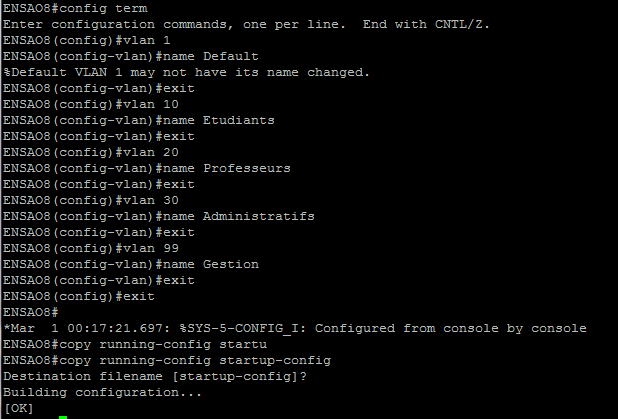 ENSAO8#config term
Enter configuration commands, one per line.  End with CNTL/Z.
ENSAO8(config)#vlan 1
ENSAO8(config-vlan)#name Default
%Default VLAN 1 may not have its name changed.
ENSAO8(config-vlan)#exit
ENSAO8(config)#vlan 10
ENSAO8(config-vlan)#name Etudiants
ENSAO8(config-vlan)#exit
ENSAO8(config)#vlan 20
ENSAO8(config-vlan)#name Professeurs
ENSAO8(config-vlan)#exit
ENSAO8(config)#vlan 30
ENSAO8(config-vlan)#name Administratifs
ENSAO8(config-vlan)#exit
ENSAO8(config)#vlan 99
ENSAO8(config-vlan)#name Gestion
ENSAO8(config-vlan)#exit
ENSAO8(config)#exit
ENSAO8#
*Mar  1 00:17:21.697: %SYS-5-CONFIG_I: Configured from console by console
ENSAO8#copy running-config startu
ENSAO8#copy running-config startup-config
Destination filename [startup-config]?
Building configuration...
[OK]